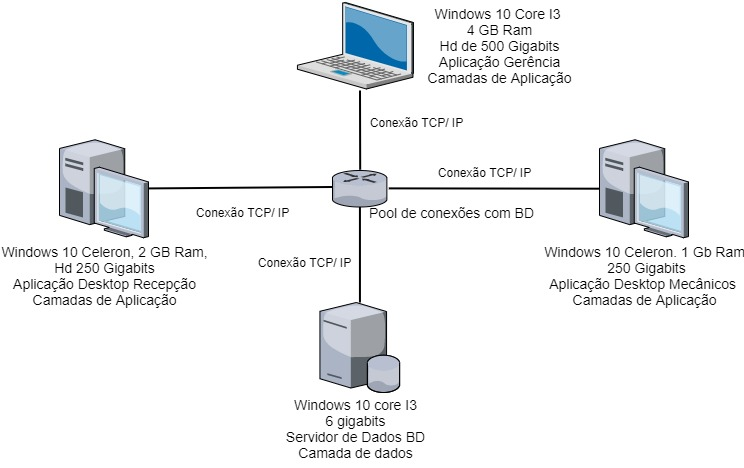 Windows 10 Core I3
4 GB Ram
Hd de 500 Gigabits
Aplicação Gerência
Camadas de Aplicação
Conexão TCP/ IP
Conexão TCP/ IP
Conexão TCP/ IP
Pool de conexões com BD
Windows 10 Celeron, 2 GB Ram,
Hd 250 Gigabits
Aplicação Desktop Recepção
Camadas de Aplicação
Windows 10 Celeron. 1 Gb Ram
250 Gigabits
Aplicação Desktop Mecânicos
Camadas de Aplicação
Conexão TCP/ IP
Windows 10 core I3
6 gigabits
Servidor de Dados BD
Camada de dados